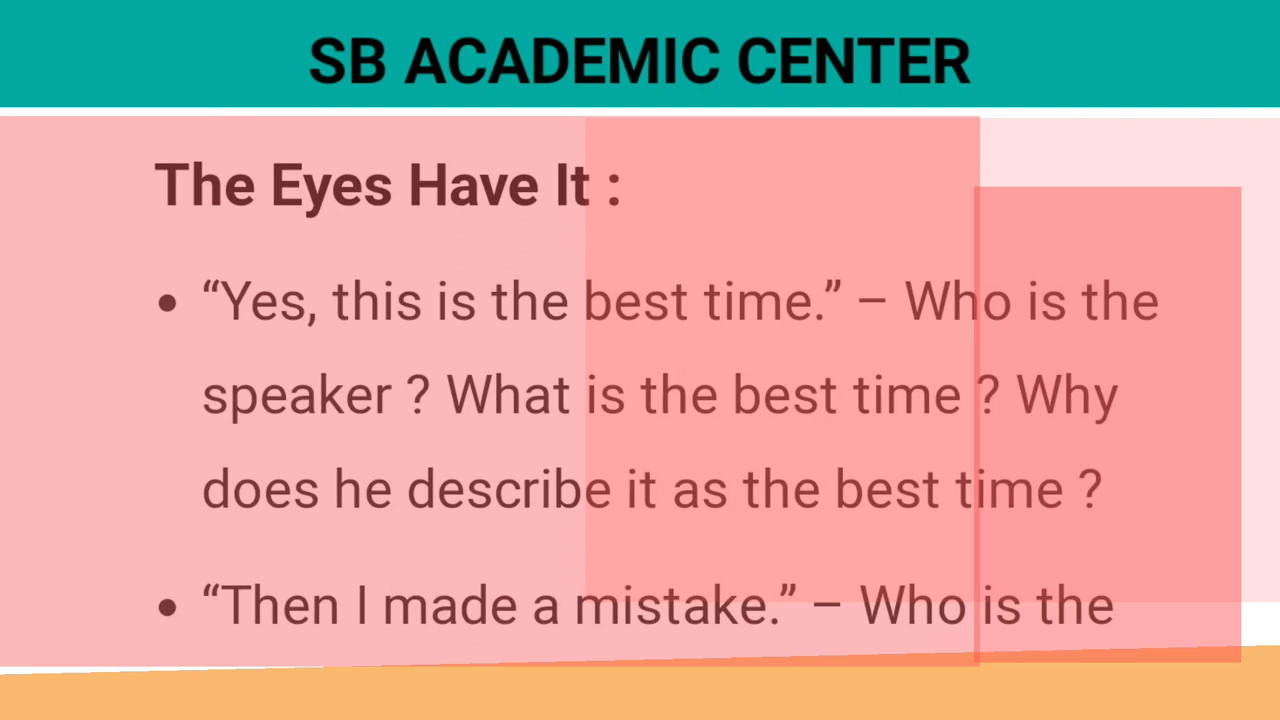 SB ACADEMIC CENTER
The Eyes Have It :
• “Yes, this is the best time.” – Who is the
speaker ? What is the best time ? Why
does he describe it as the best time ?
• “Then I made a mistake.” – Who is the